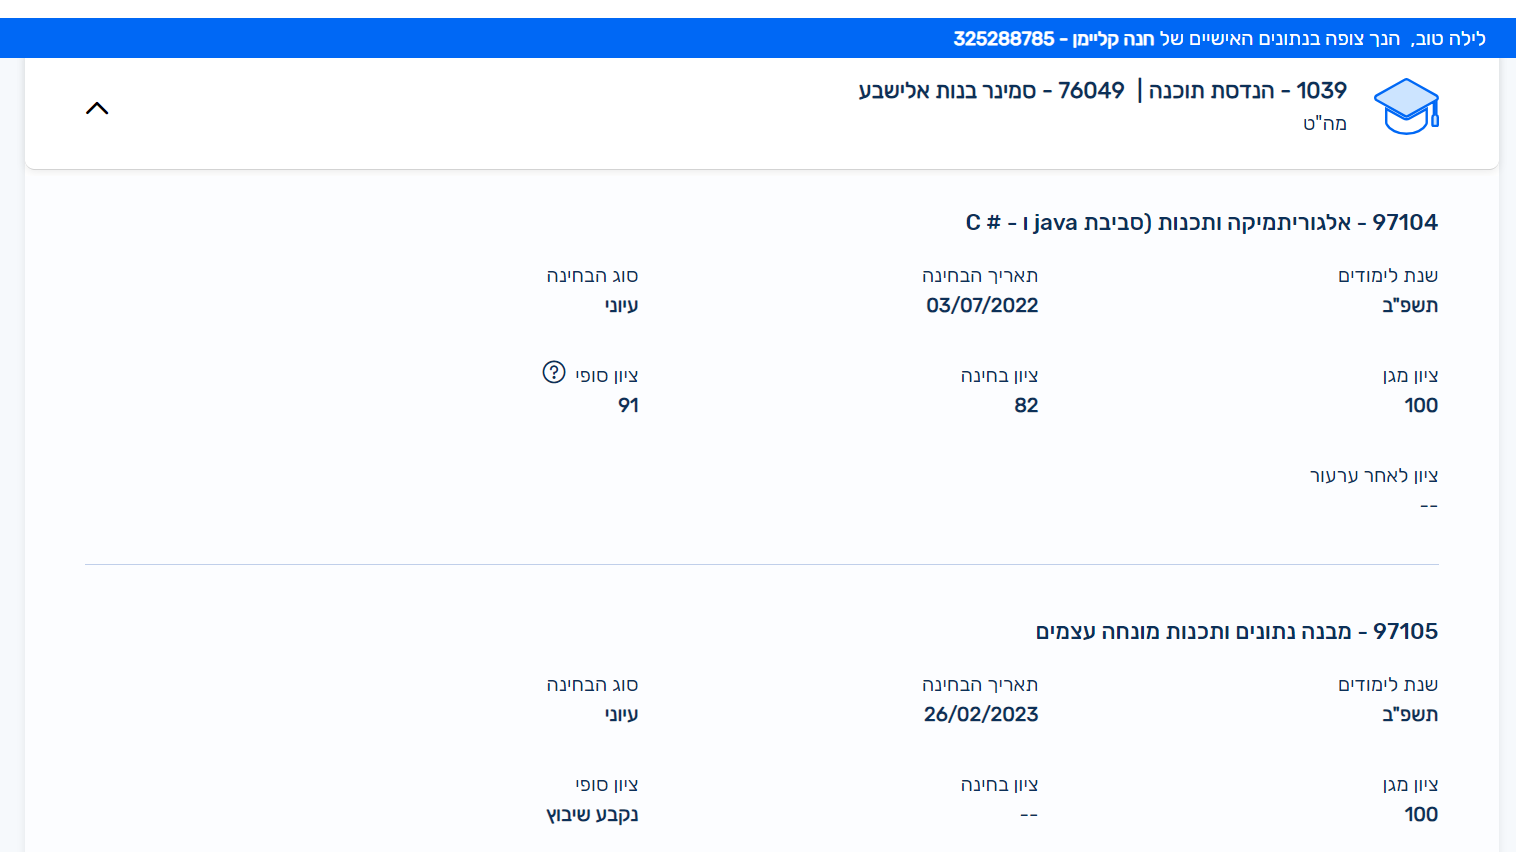 לילה טוב, הנך צופה בנתונים האישיים של חנה קליימן - 325288785
1039 - הנדסת תוכנה | 76049 - סמינר בנות אלישבע
מה"ט
97104 - אלגוריתמיקה ותכנות (סביבת java ו - # C
שנת לימודים תאריך הבחינה סוג הבחינה
תשפ"ב 03/07/2022 עיוני
ציון מגן ציון בחינה ציון סופי ?
100 82 91
ציון לאחר ערעור
--
97105 - מבנה נתונים ותכנות מונחה עצמים
שנת לימודים תאריך הבחינה סוג הבחינה
תשפ"ב 26/02/2023 עיוני
ציון מגן ציון בחינה ציון סופי
100 -- נקבע שיבוץ